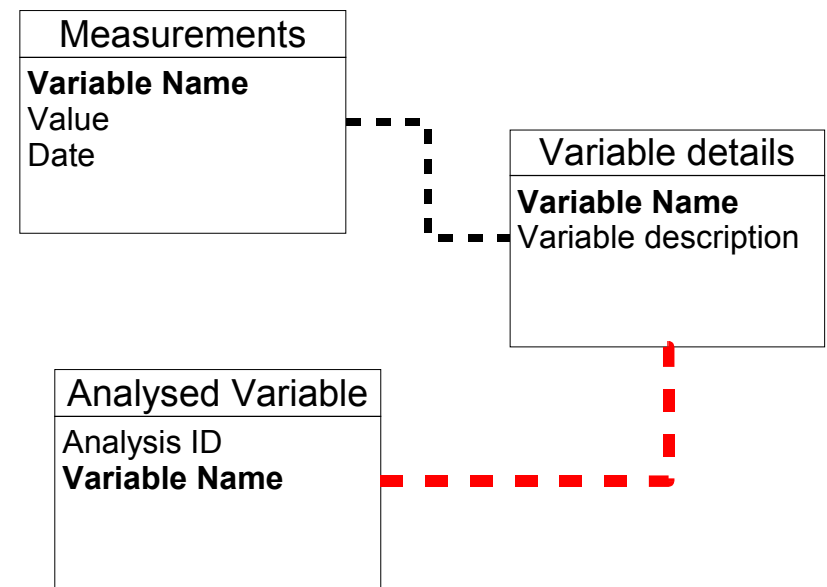 Measurements
Variable Name
Value
Date
Variable details
Variable Name
Variable description
Analysed Variable
Analysis ID
Variable Name